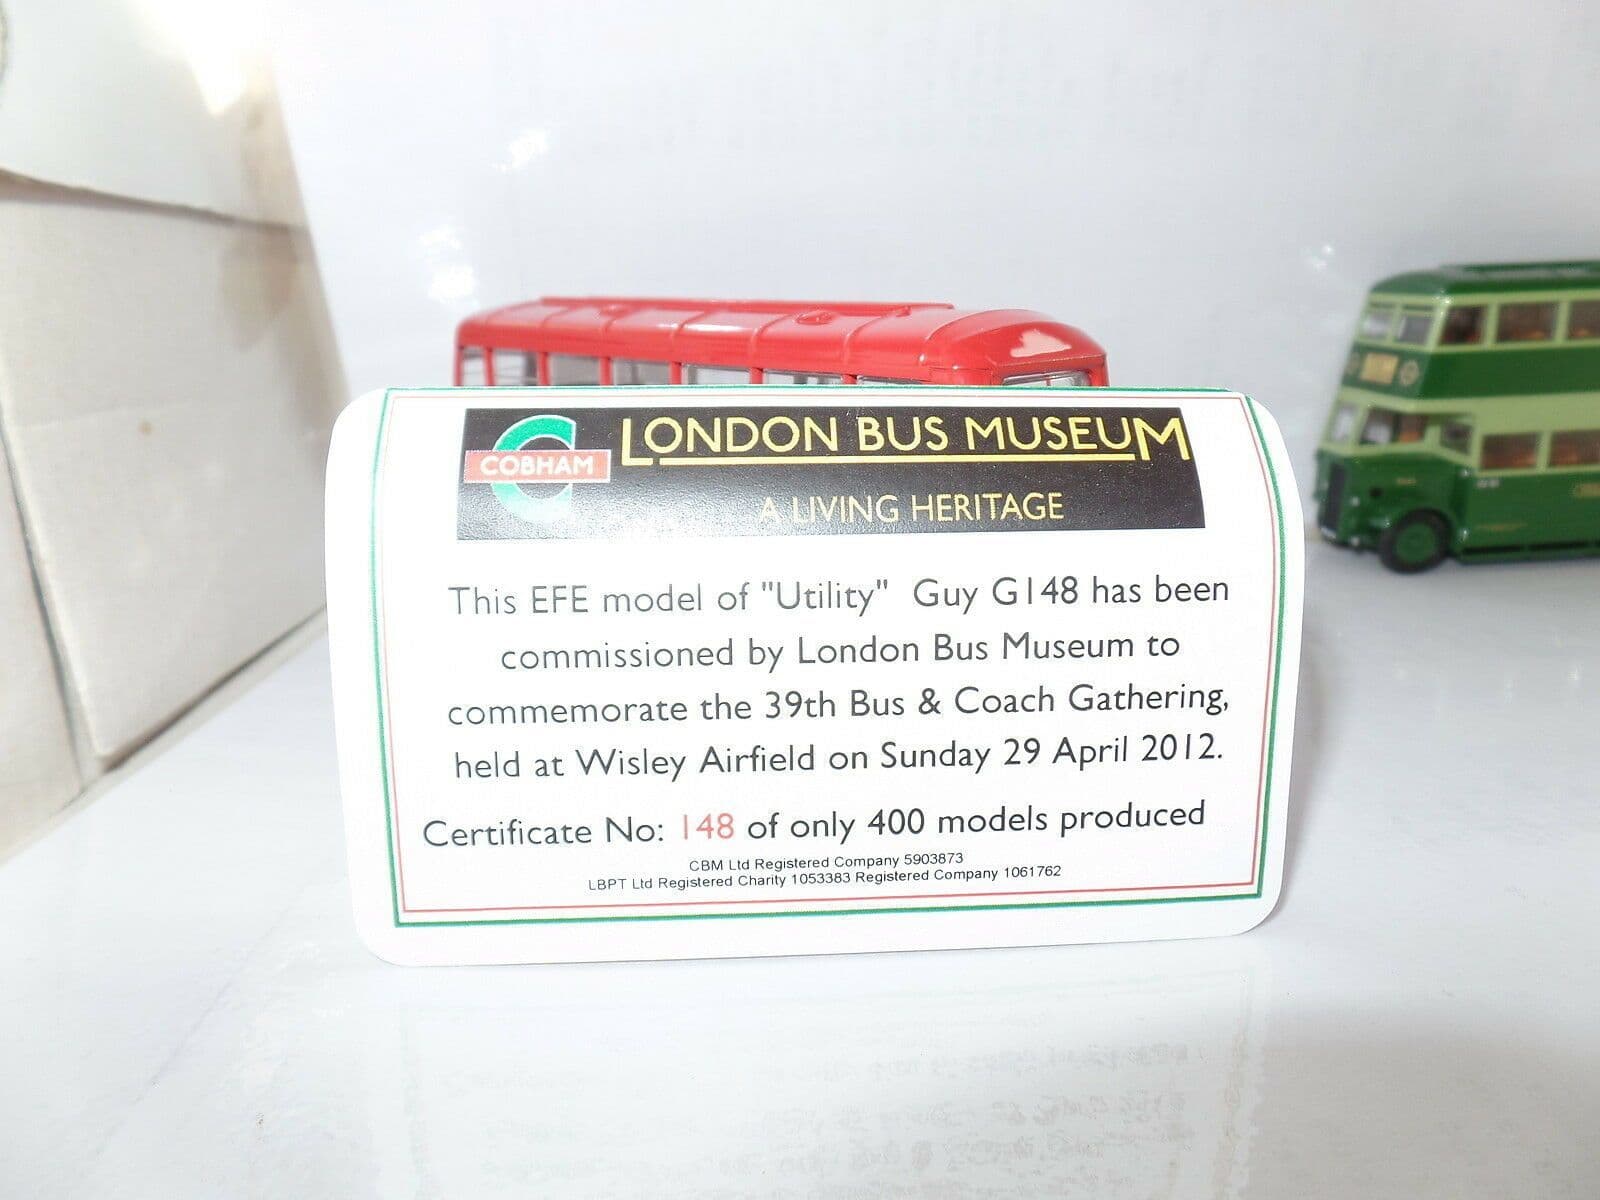 COBHAM
LONDON BUS MUSEUM
A LIVING HERITAGE
This EFE model of "Utility" Guy G148 has been
commissioned by London Bus Museum to
commemorate the 39th Bus & Coach Gathering,
held at Wisley Airfield on Sunday 29 April 2012.
Certificate No: 148 of only 400 models produced
CBM Ltd Registered Company 5903873
LBPT Ltd Registered Charity 1053383 Registered Company 1061762